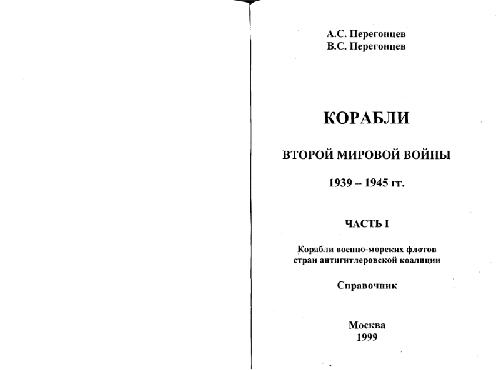 А.С. Перегонцев
В.С. Перегонцев
КОРАБЛИ
ВТОРОЙ МИРОВОЙ ВОЙНЫ
1939 – 1945 гг.
ЧАСТЬ I
Корабли военно-морских флотов
стран антигитлеровской коалиции
Справочник
Москва
1999